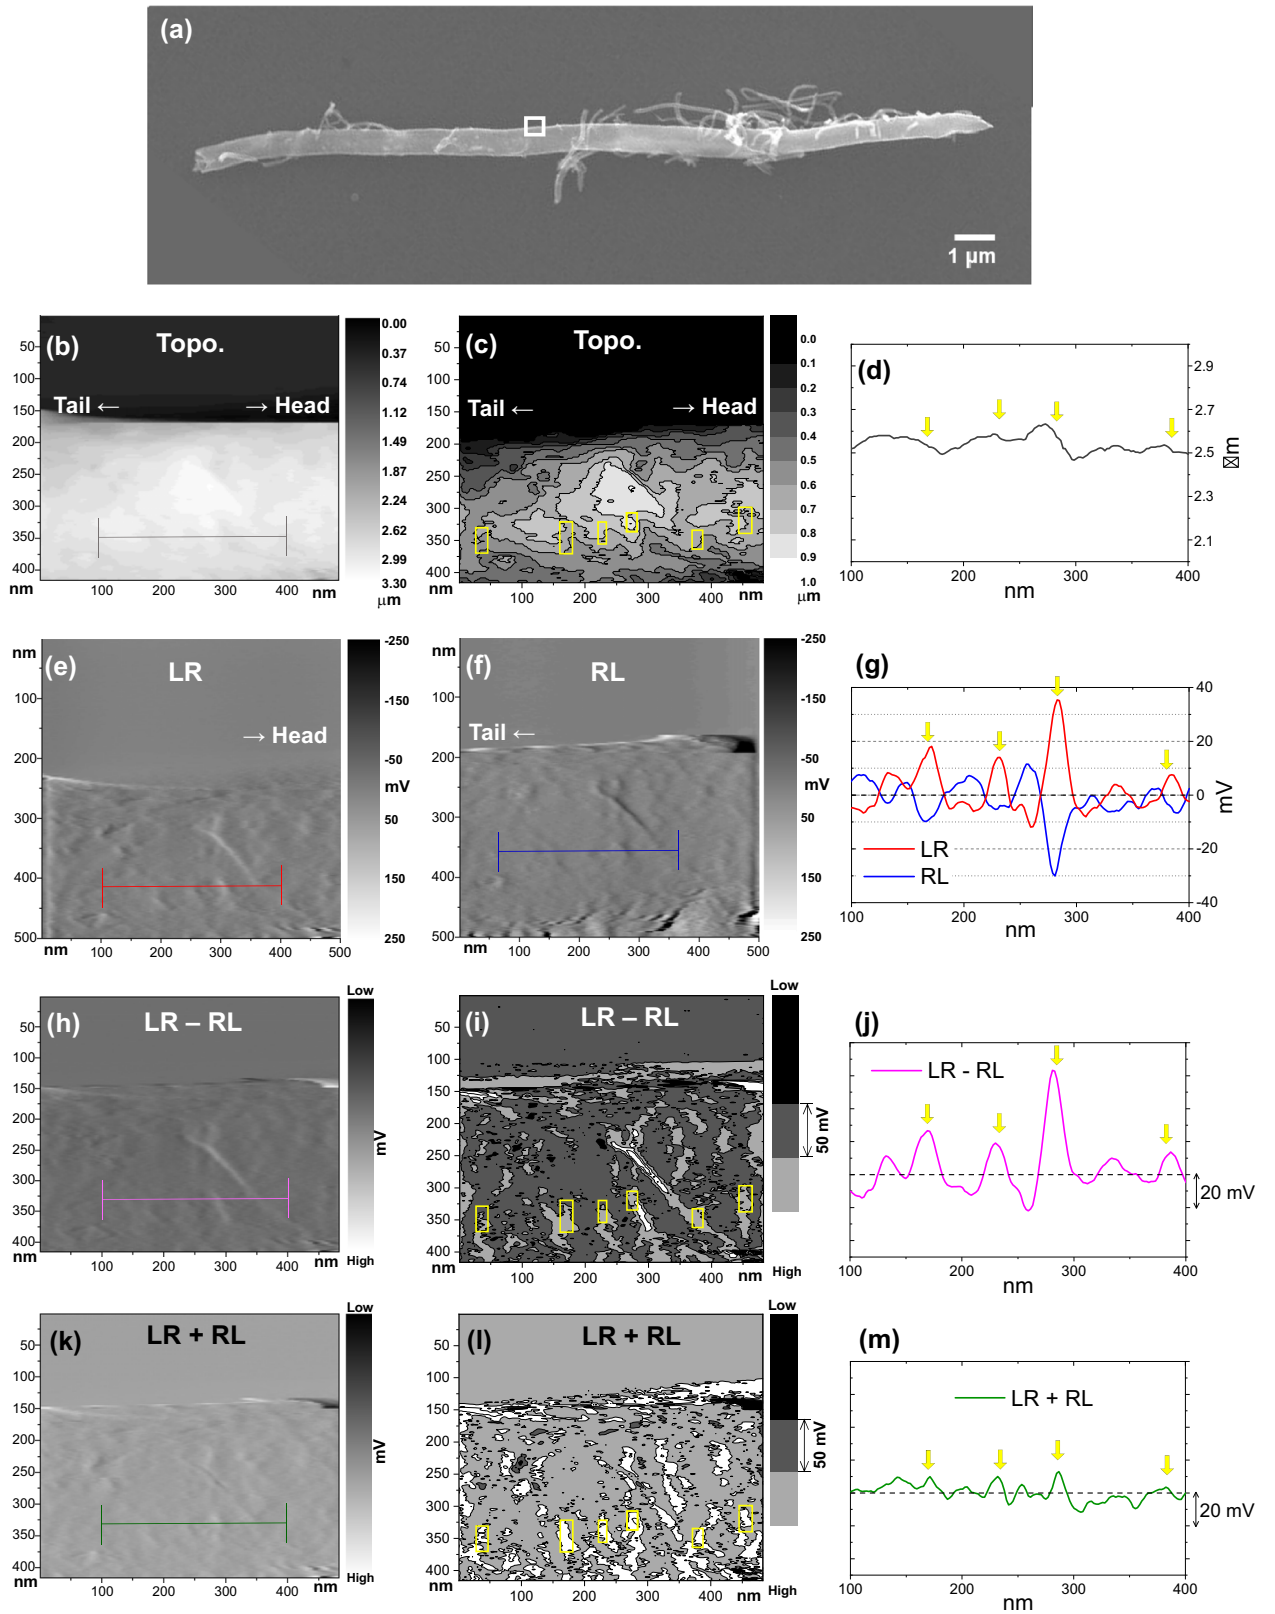 (a)
1 μm
(b)
Topo.
Tail ← → Head
50
100
150
200
250
300
350
400
nm
100 200 300 400
nm
0.00
0.37
0.74
1.12
1.49
1.87
2.24
2.62
2.99
3.30
μm
(c)
Topo.
Tail ← → Head
50
100
150
200
250
300
350
400
nm
100 200 300 400
nm
0.0
0.1
0.2
0.3
0.4
0.5
0.6
0.7
0.8
0.9
1.0
μm
(d)
2.9
2.7
2.5
2.3
2.1
m
100 200 300 400
nm
(e)
LR
→ Head
nm
100
200
300
400
500
nm
100 200 300 400 500
-250
-150
-50
mV
50
150
250
(f)
RL
Tail ←
nm
100
200
300
400
500
nm
100 200 300 400 500
-250
-150
-50
mV
50
150
250
(g)
40
20
0
-20
-40
mV
LR
RL
100 200 300 400
nm
(h)
LR – RL
50
100
150
200
250
300
350
400
nm
100 200 300 400
Low
mV
High
(i)
LR – RL
50
100
150
200
250
300
350
400
nm
100 200 300 400
Low
50 mV
High
(j)
LR - RL
20 mV
100 200 300 400
nm
(k)
LR + RL
50
100
150
200
250
300
350
400
nm
100 200 300 400
nm
Low
mV
High
(l)
LR + RL
50
100
150
200
250
300
350
400
nm
100 200 300 400
Low
50 mV
High
(m)
LR + RL
20 mV
100 200 300 400
nm